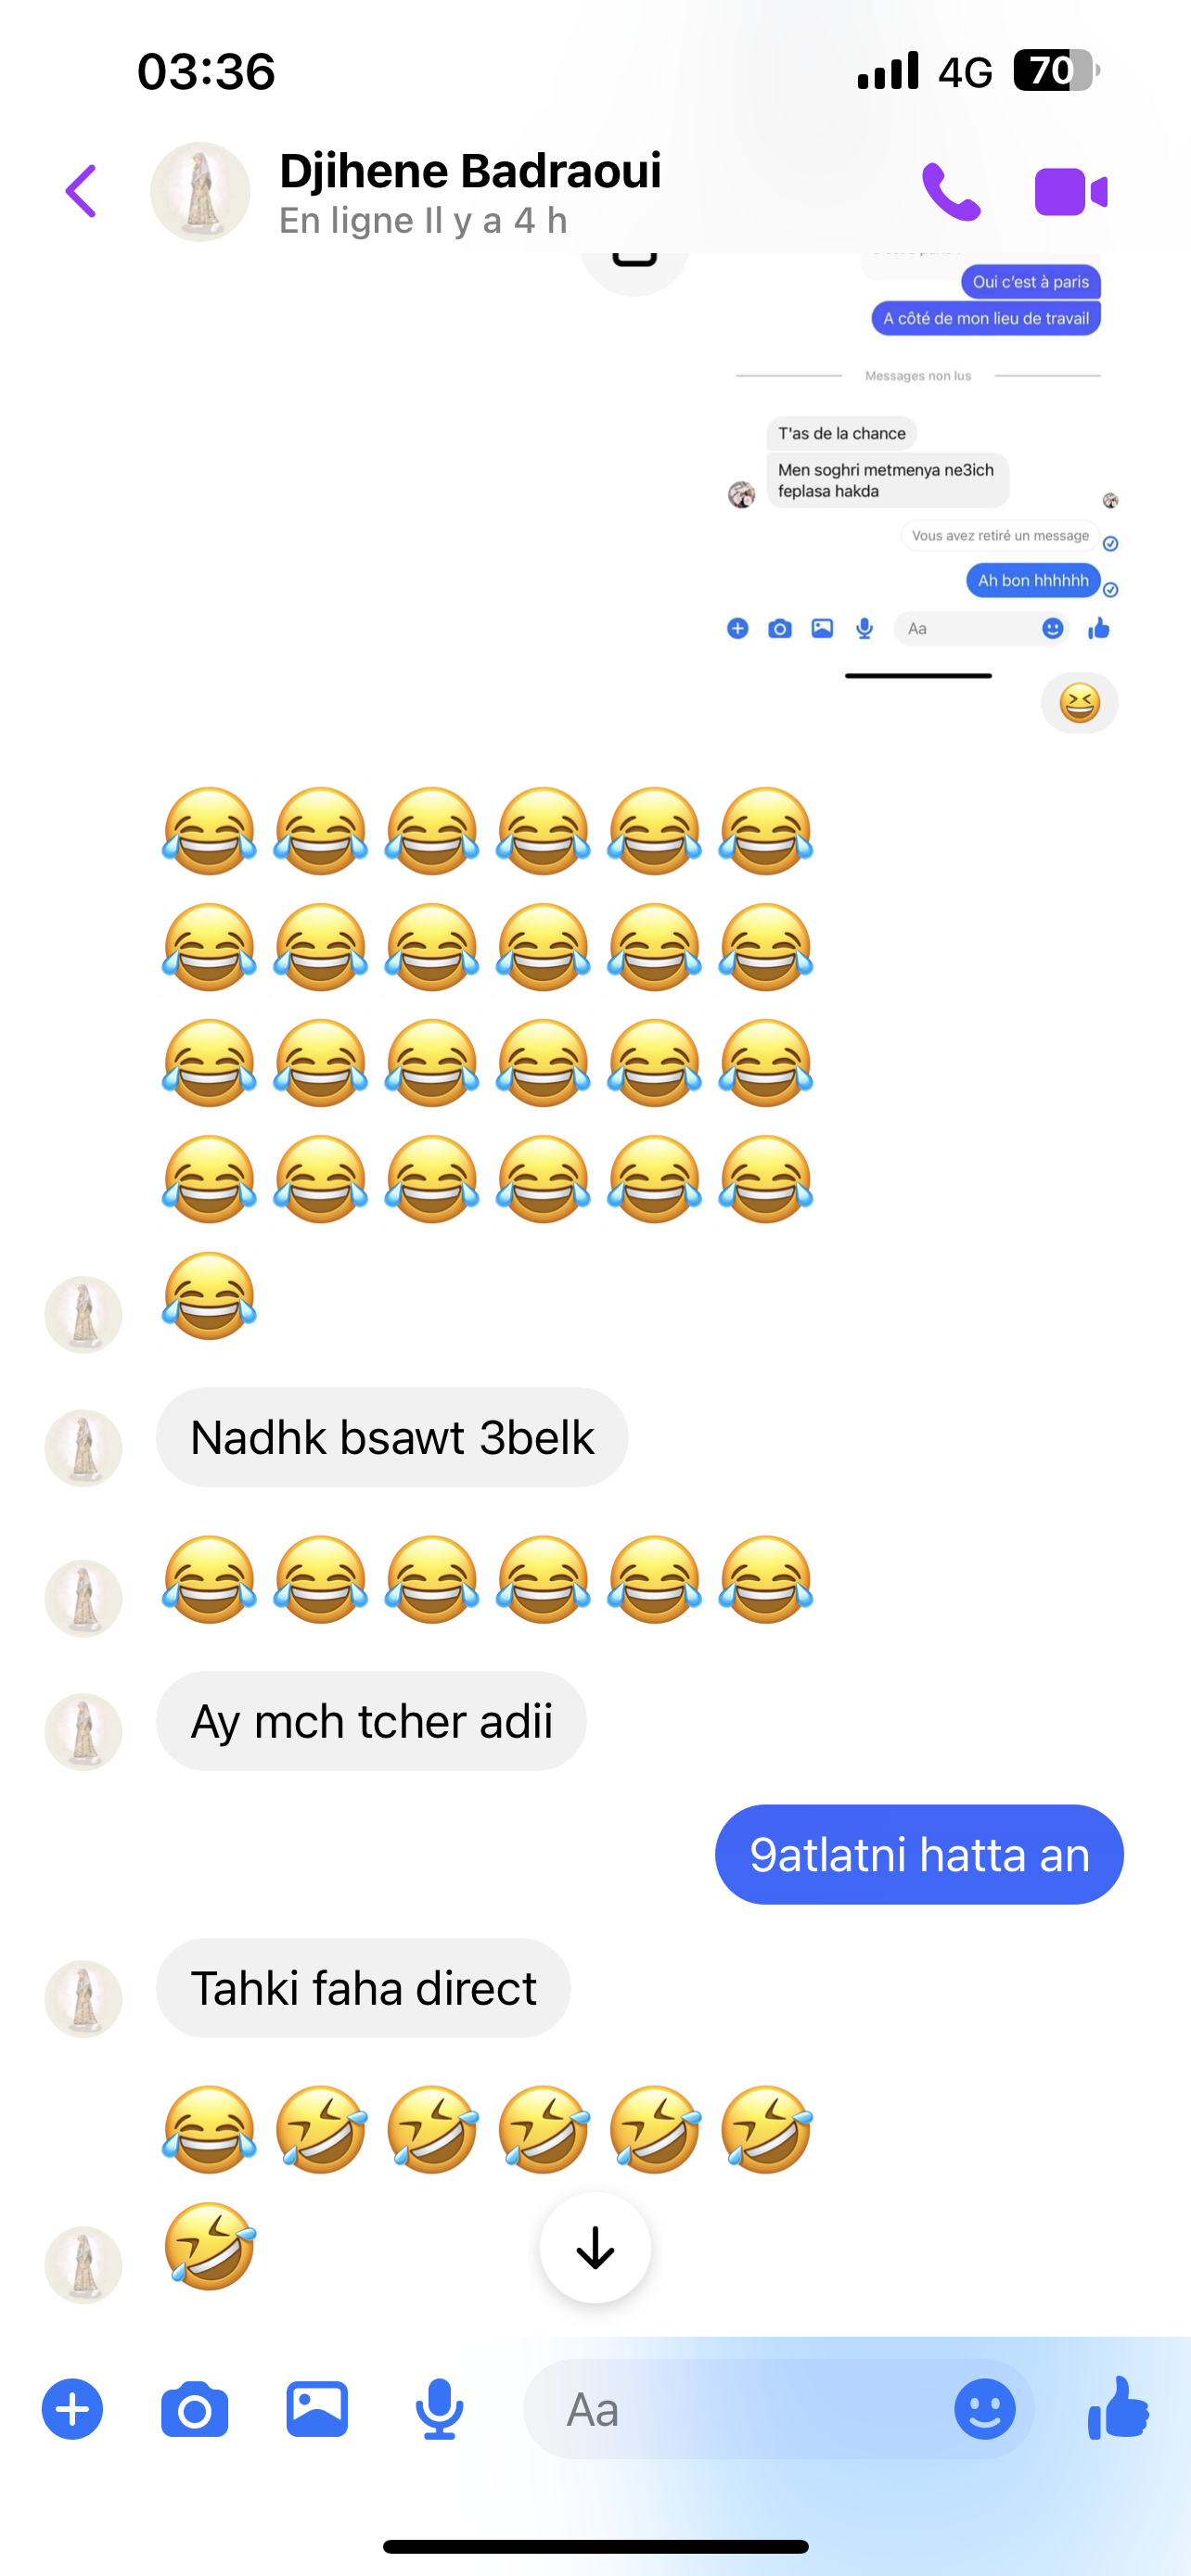 03:36
4G
70
Djihene Badraoui
En ligne Il y a 4 h
Oui c’est à paris
A côté de mon lieu de travail
Messages non lus
T'as de la chance
Men soghri metmenya ne3ich
feplasa hakda
Vous avez retiré un message
Ah bon hhhhhh
Aa
😆
😂😂😂😂😂😂
😂😂😂😂😂😂
😂😂😂😂😂😂
😂😂😂😂😂😂
😂
Nadhk bsawt 3belk
😂😂😂😂😂😂
Ay mch tcher adii
9atlatni hatta an
Tahki faha direct
😂🤣🤣🤣🤣🤣
🤣
Aa